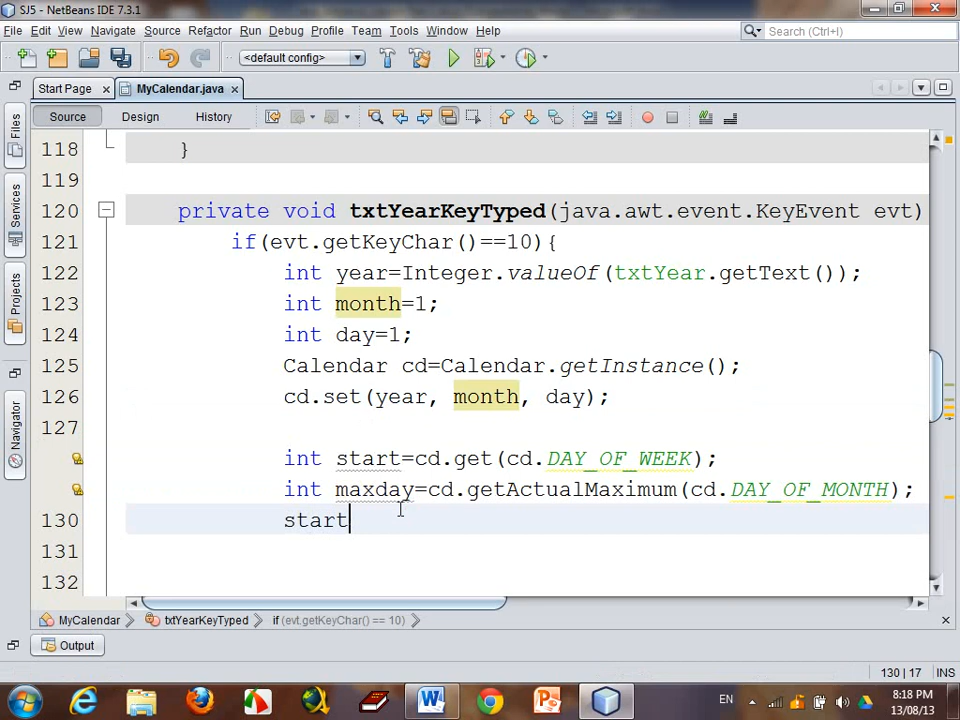 SJ5 - NetBeans IDE 7.3.1
File Edit View Navigate Source Refactor Run Debug Profile Team Tools Window Help
Search (Ctrl+I)
<default config>
Start Page MyCalendar.java
Source Design History
Files
Services
Projects
Navigator
118 }
119
120 private void txtYearKeyTyped(java.awt.event.KeyEvent evt)
121 if(evt.getKeyChar()==10){
122 int year=Integer.valueOf(txtYear.getText());
123 int month=1;
124 int day=1;
125 Calendar cd=Calendar.getInstance();
126 cd.set(year, month, day);
127
int start=cd.get(cd.DAY_OF_WEEK);
int maxday=cd.getActualMaximum(cd.DAY_OF_MONTH);
130 start
131
132
MyCalendar txtYearKeyTyped if (evt.getKeyChar() == 10)
Output
130 | 17 INS
EN
8:18 PM
13/08/13